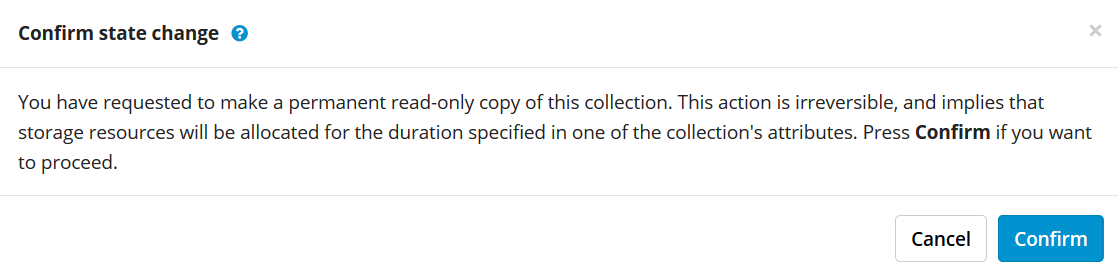 Confirm state change ?
×
You have requested to make a permanent read-only copy of this collection. This action is irreversible, and implies that
storage resources will be allocated for the duration specified in one of the collection's attributes. Press Confirm if you want
to proceed.
Cancel Confirm